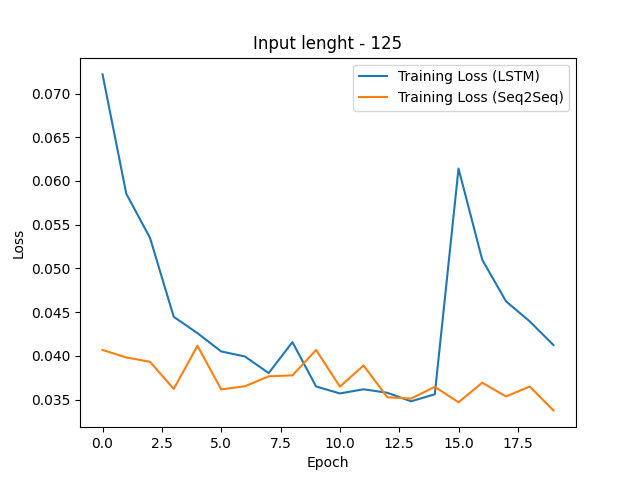 Input lenght - 125
Training Loss (LSTM)
Training Loss (Seq2Seq)
Loss
0.070
0.065
0.060
0.055
0.050
0.045
0.040
0.035
0.0 2.5 5.0 7.5 10.0 12.5 15.0 17.5
Epoch